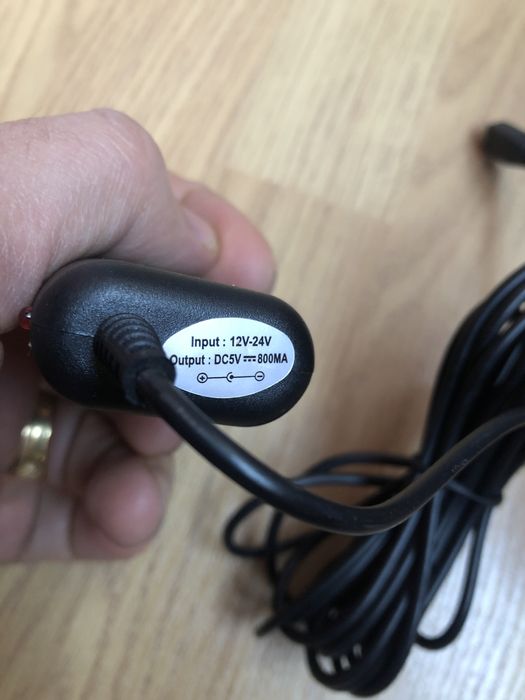 Input : 12V-24V
Output : DC5V ⎓ 800MA